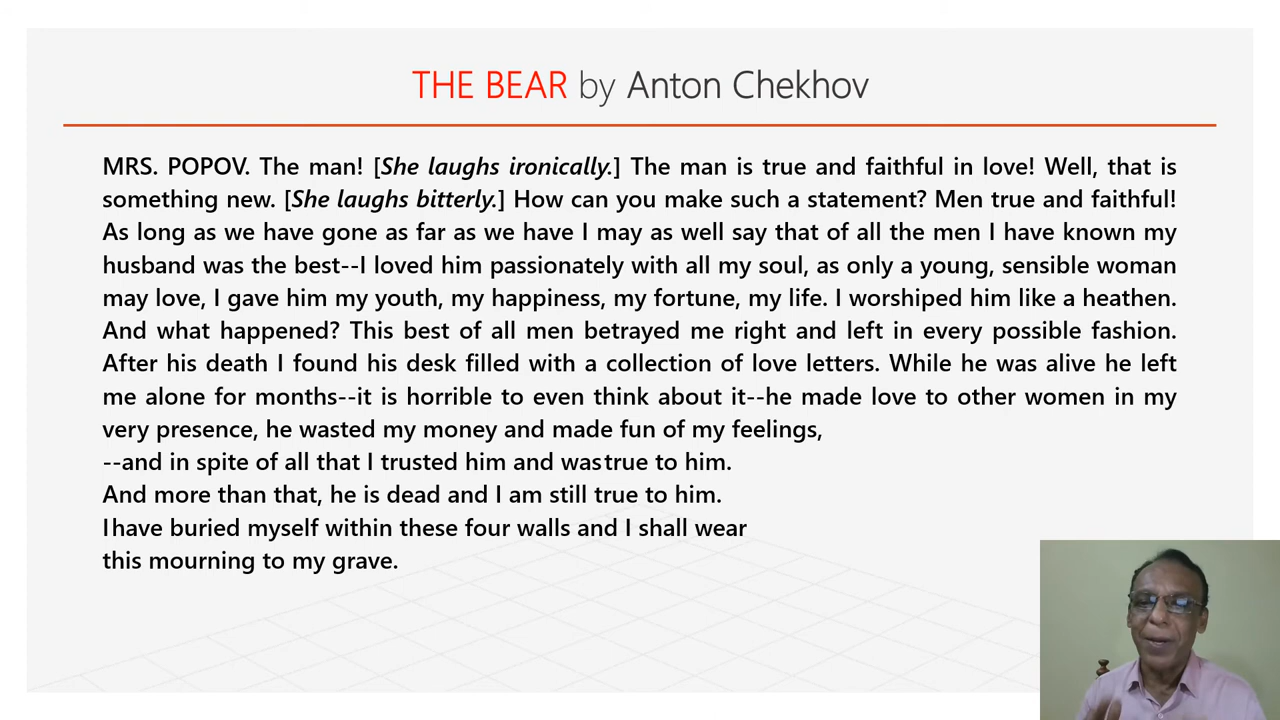 THE BEAR by Anton Chekhov
MRS. POPOV. The man! [She laughs ironically.] The man is true and faithful in love! Well, that is
something new. [She laughs bitterly.] How can you make such a statement? Men true and faithful!
As long as we have gone as far as we have I may as well say that of all the men I have known my
husband was the best--I loved him passionately with all my soul, as only a young, sensible woman
may love, I gave him my youth, my happiness, my fortune, my life. I worshiped him like a heathen.
And what happened? This best of all men betrayed me right and left in every possible fashion.
After his death I found his desk filled with a collection of love letters. While he was alive he left
me alone for months--it is horrible to even think about it--he made love to other women in my
very presence, he wasted my money and made fun of my feelings,
--and in spite of all that I trusted him and was true to him.
And more than that, he is dead and I am still true to him.
I have buried myself within these four walls and I shall wear
this mourning to my grave.